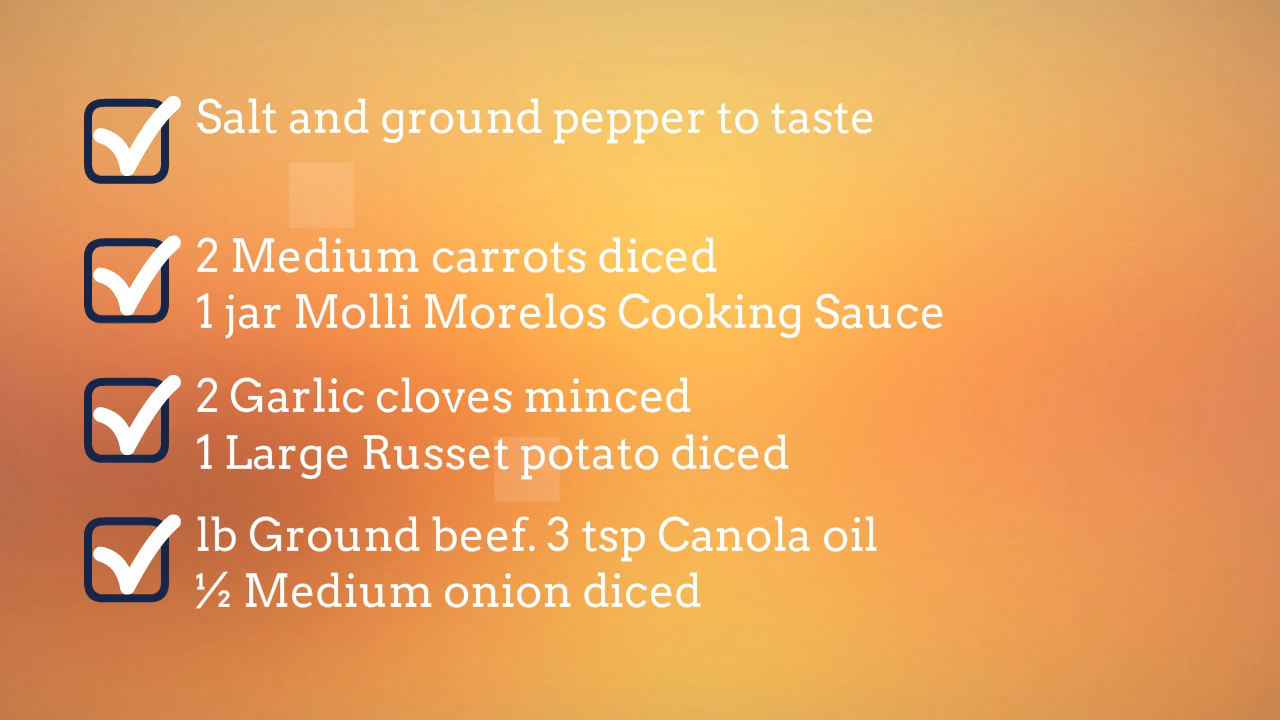 Salt and ground pepper to taste
2 Medium carrots diced
1 jar Molli Morelos Cooking Sauce
2 Garlic cloves minced
1 Large Russet potato diced
lb Ground beef. 3 tsp Canola oil
½ Medium onion diced